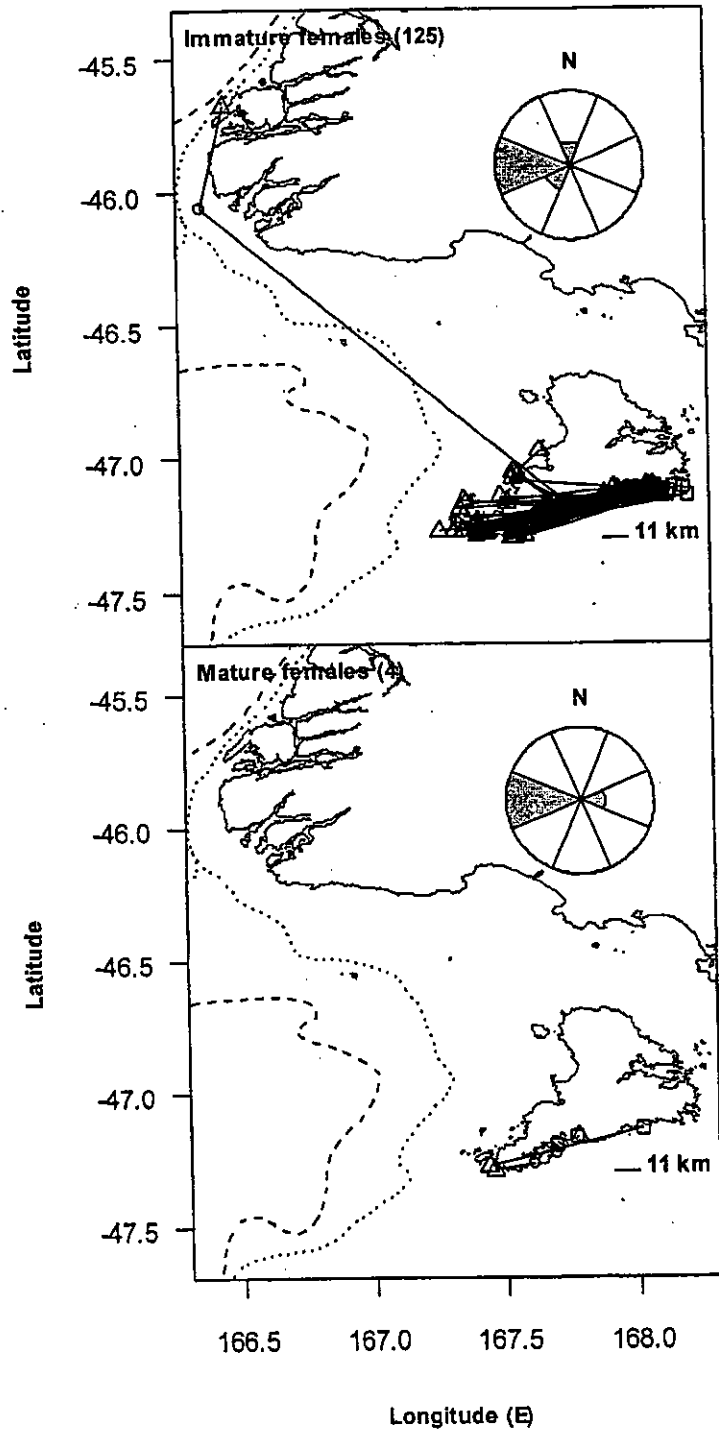 Immature females (125)
N
-45.5
-46.0
-46.5
-47.0
-47.5
Latitude
11 km
Mature females (4)
N
-45.5
-46.0
-46.5
-47.0
-47.5
Latitude
11 km
166.5 167.0 167.5 168.0
Longitude (E)